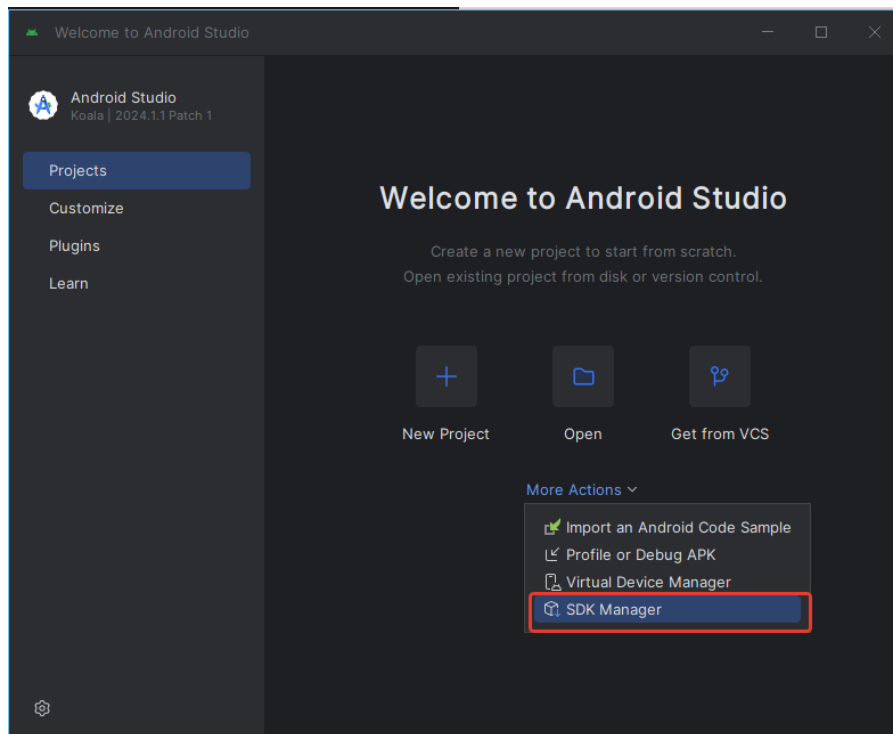 Welcome to Android Studio
Android Studio
Koala | 2024.1.1 Patch 1
Projects
Customize
Plugins
Learn
Welcome to Android Studio
Create a new project to start from scratch.
Open existing project from disk or version control.
New Project
Open
Get from VCS
More Actions
Import an Android Code Sample
Profile or Debug APK
Virtual Device Manager
SDK Manager